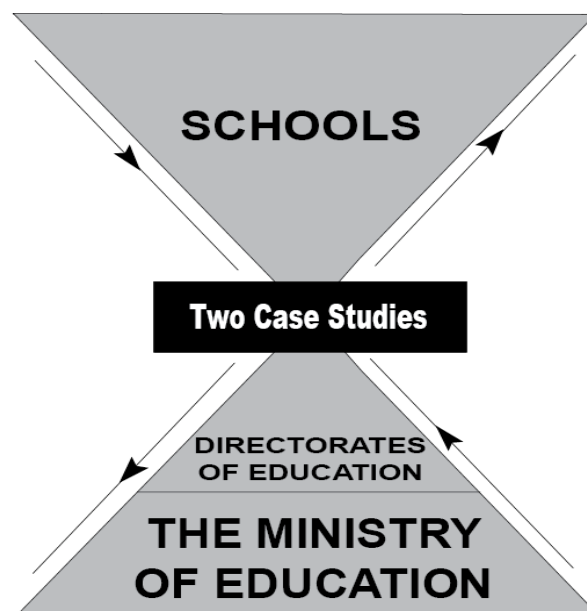 SCHOOLS
Two Case Studies
DIRECTORATES
OF EDUCATION
THE MINISTRY
OF EDUCATION